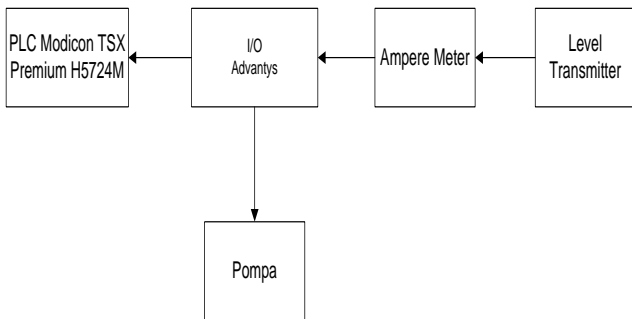 PLC Modicon TSX
Premium H5724M
I/O
Advantys
Ampere Meter
Level
Transmitter
Pompa